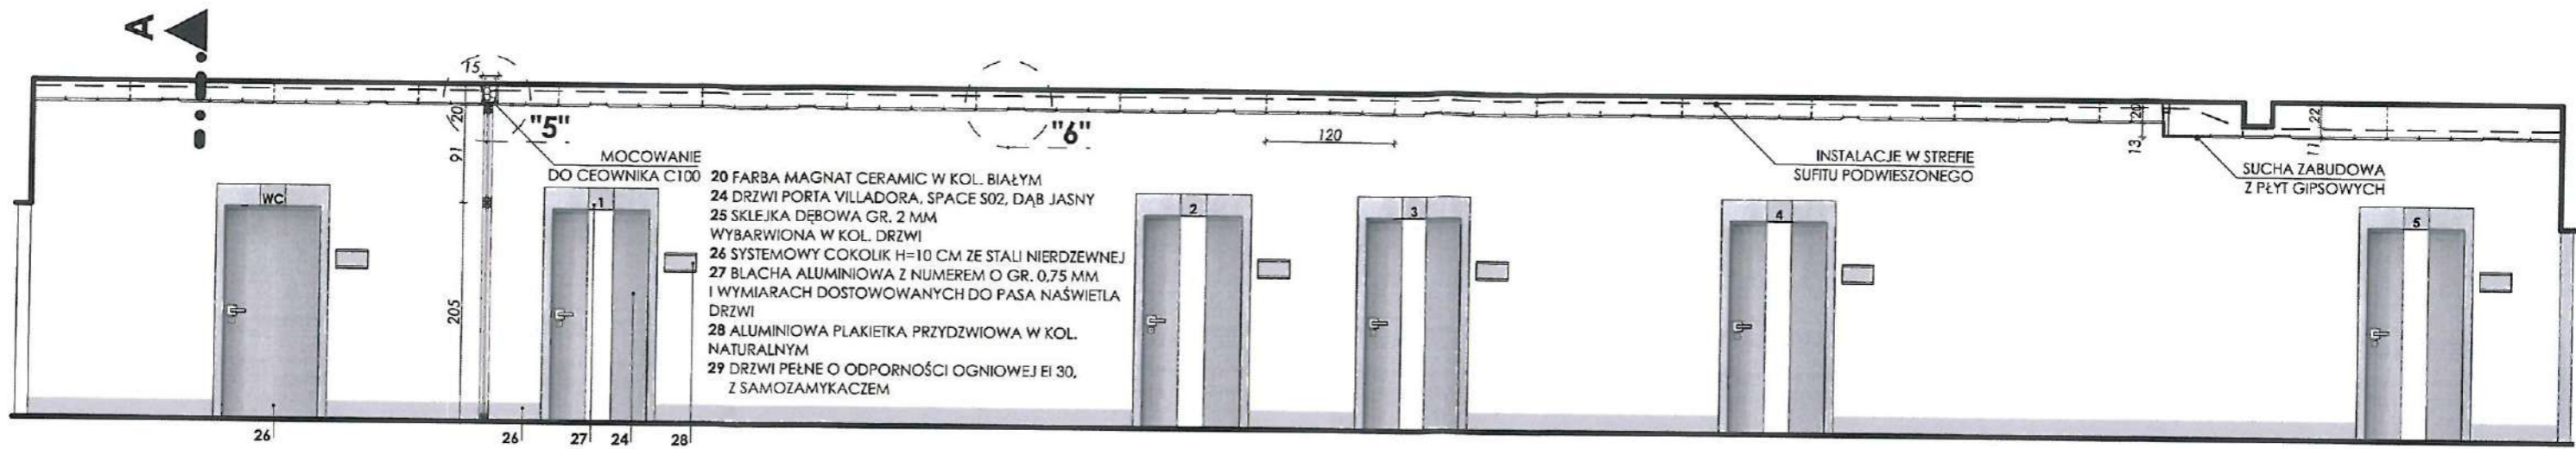 A
15
20
"5"
"6"
91
120
20
13
22
11
MOCOWANIE
DO CEOWNIKA C100
INSTALACJE W STREFIE
SUFITU PODWIESZONEGO
SUCHA ZABUDOWA
Z PŁYT GIPSOWYCH
20 FARBA MAGNAT CERAMIC W KOL. BIAŁYM
24 DRZWI PORTA VILLADORA, SPACE S02, DĄB JASNY
25 SKLEJKA DĘBOWA GR. 2 MM
WYBARWIONA W KOL. DRZWI
26 SYSTEMOWY COKOLIK H=10 CM ZE STALI NIERDZEWNEJ
27 BLACHA ALUMINIOWA Z NUMEREM O GR. 0,75 MM
I WYMIARACH DOSTOWOWANYCH DO PASA NAŚWIETLA
DRZWI
28 ALUMINIOWA PLAKIETKA PRZYDZWIOWA W KOL.
NATURALNYM
29 DRZWI PEŁNE O ODPORNOŚCI OGNIOWEJ EI 30,
Z SAMOZAMYKACZEM
WC
1
2
3
4
5
205
26
26
27
24
28